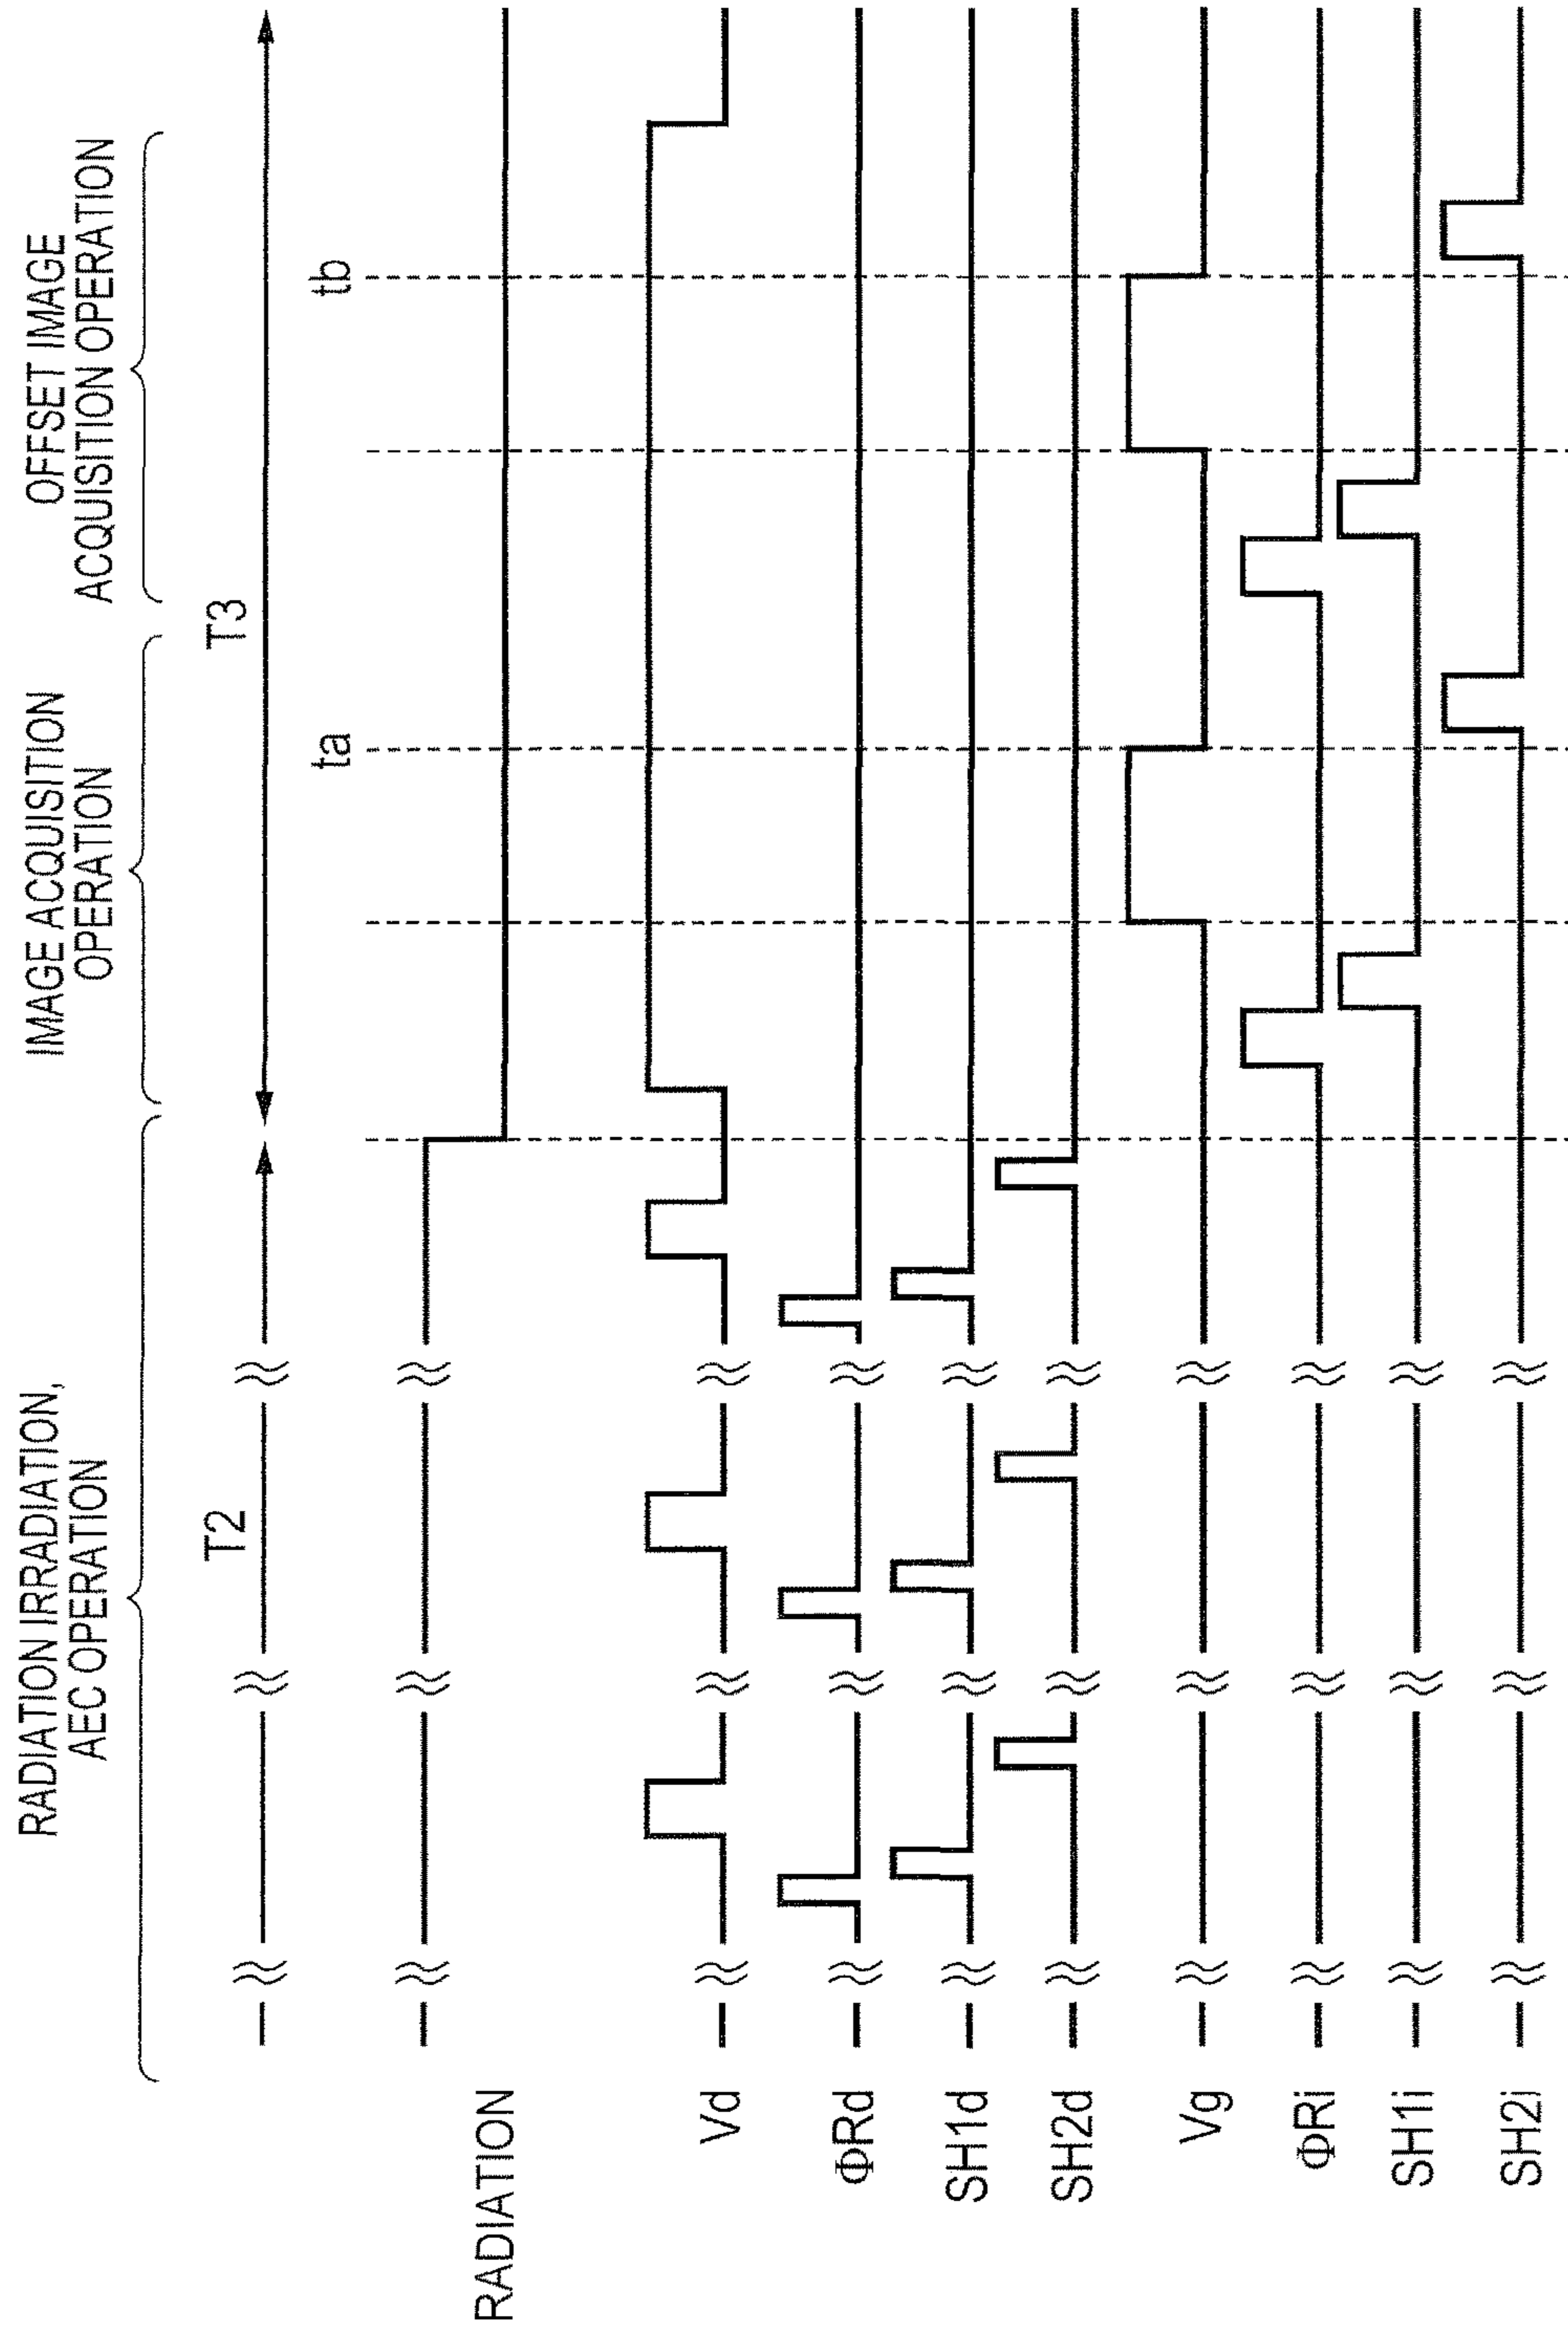 RADIATION IRRADIATION,
AEC OPERATION
IMAGE ACQUISITION
OPERATION
OFFSET IMAGE
ACQUISITION OPERATION
T2
T3
ta
tb
RADIATION
Vd
ΦRd
SH1d
SH2d
Vg
ΦRi
SH1i
SH2i